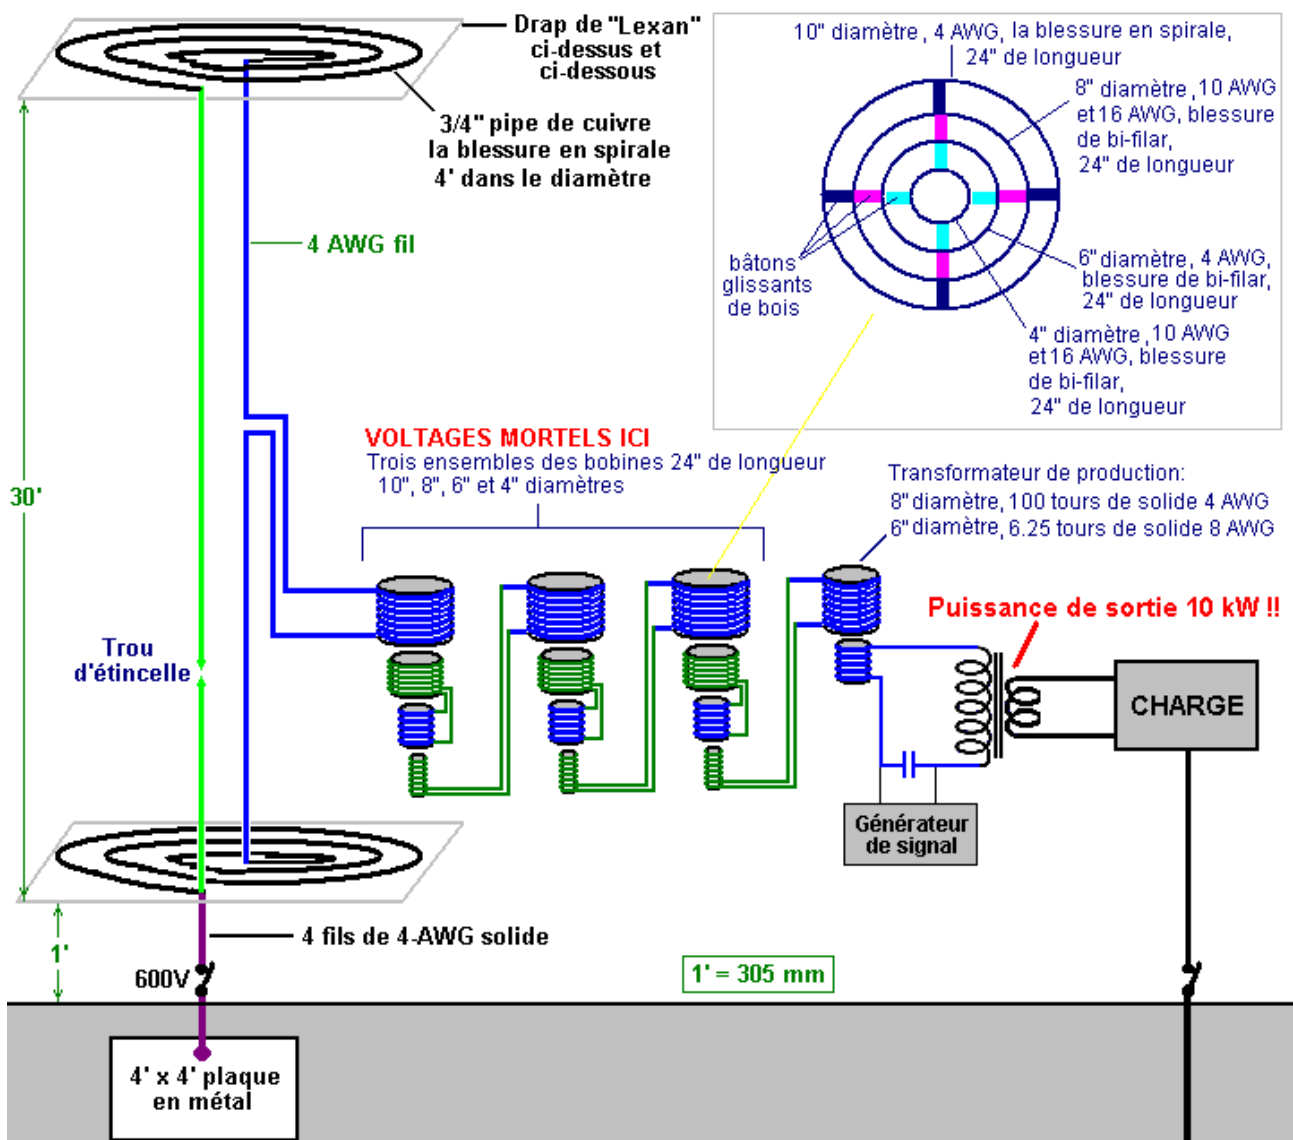 Drap de "Lexan"
ci-dessus et
ci-dessous
3/4" pipe de cuivre
la blessure en spirale
4' dans le diamètre
4 AWG fil
10" diamètre, 4 AWG, la blessure en spirale,
24" de longueur
8" diamètre, 10 AWG
et 16 AWG, blessure
de bi-filar,
24" de longueur
bâtons
glissants
de bois
6" diamètre, 4 AWG,
blessure de bi-filar,
24" de longueur
4" diamètre, 10 AWG
et 16 AWG, blessure
de bi-filar,
24" de longueur
VOLTAGES MORTELS ICI
Trois ensembles des bobines 24" de longueur
10", 8", 6" et 4" diamètres
Transformateur de production:
8" diamètre, 100 tours de solide 4 AWG
6" diamètre, 6.25 tours de solide 8 AWG
30'
Puissance de sortie 10 kW !!
Trou
d'étincelle
CHARGE
Générateur
de signal
4 fils de 4-AWG solide
1'
600V
1' = 305 mm
4' x 4' plaque
en métal